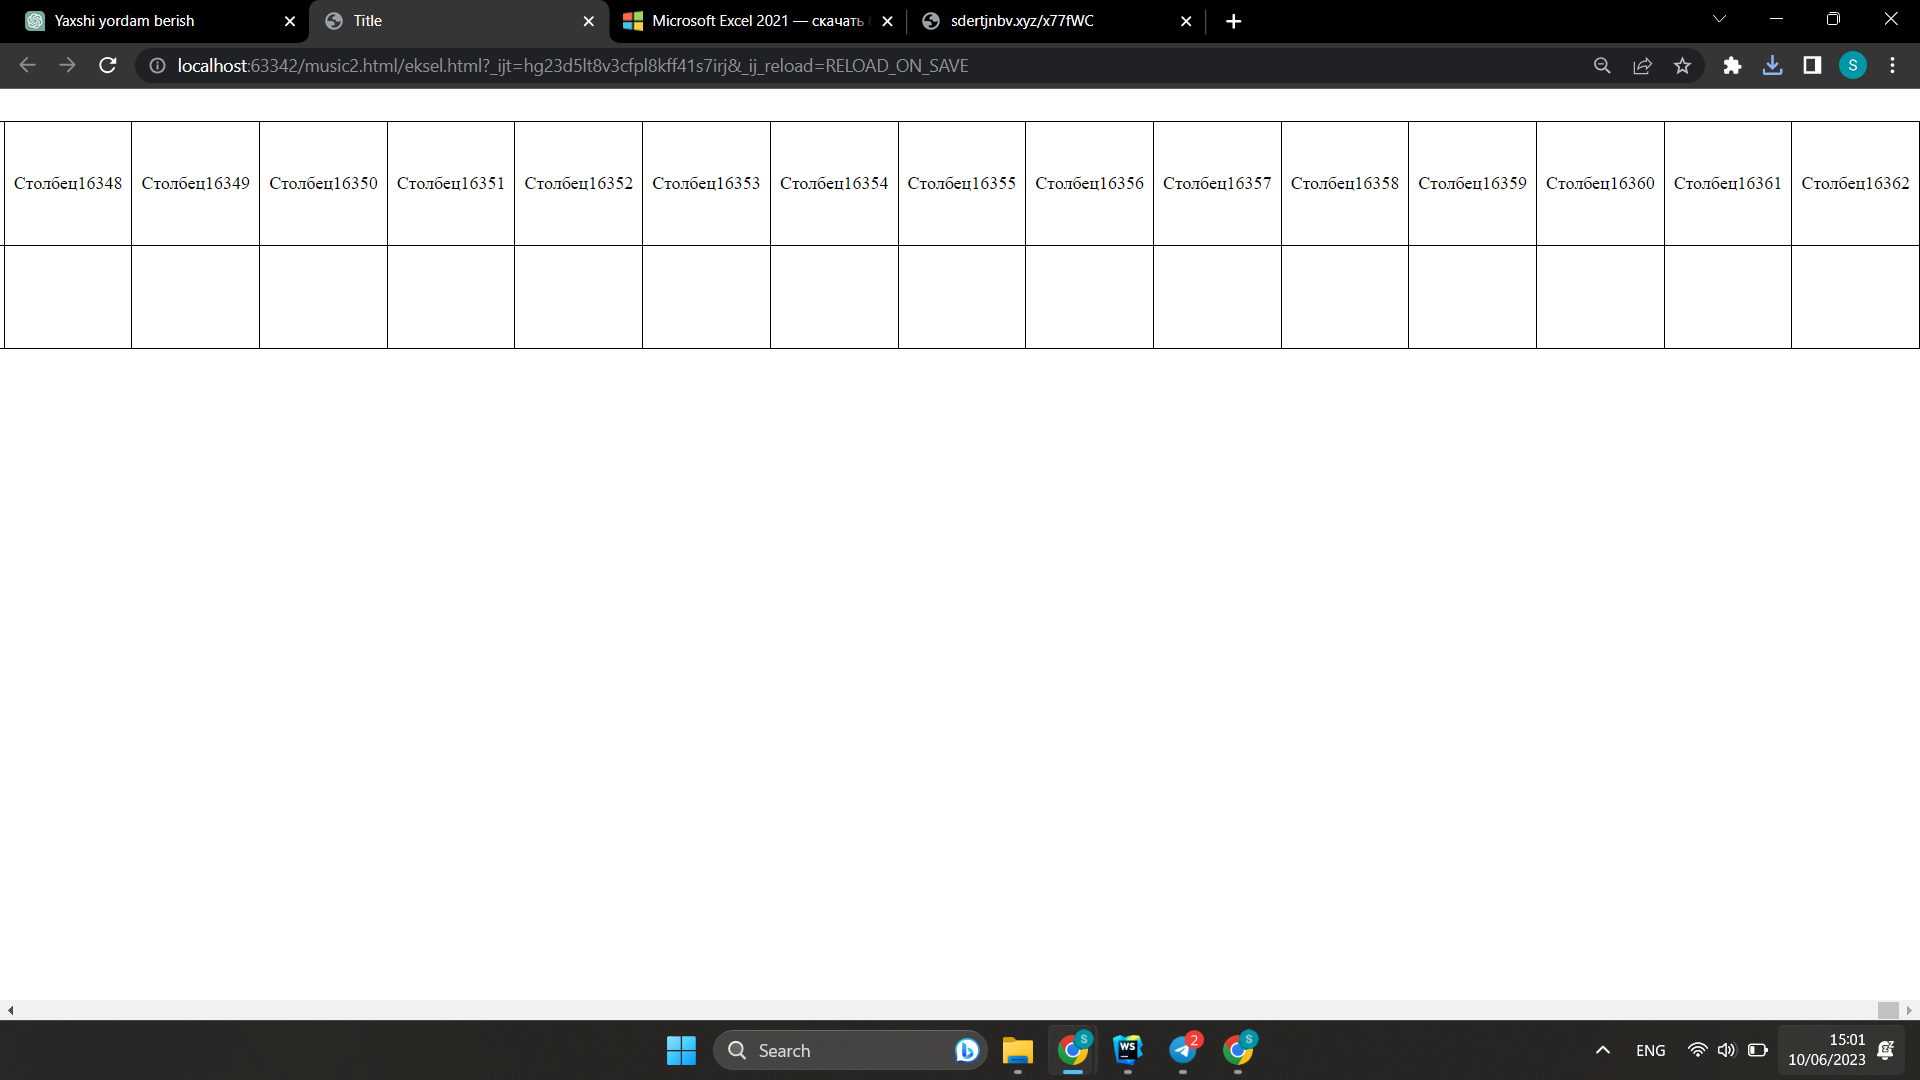 Yaxshi yordam berish
Title
Microsoft Excel 2021 — скачать
sdertjnbv.xyz/x77fWC
localhost:63342/music2.html/eksel.html?_ijt=hg23d5lt8v3cfpl8kff41s7irj&_ij_reload=RELOAD_ON_SAVE
S
Столбец16348 Столбец16349 Столбец16350 Столбец16351 Столбец16352 Столбец16353 Столбец16354 Столбец16355 Столбец16356 Столбец16357 Столбец16358 Столбец16359 Столбец16360 Столбец16361 Столбец16362
Search
S
WS
2
S
ENG
15:01
10/06/2023